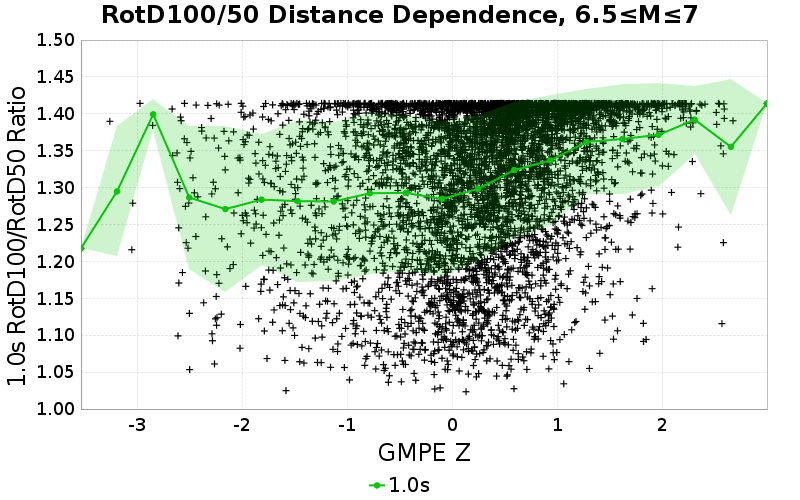 RotD100/50 Distance Dependence, 6.5≤M≤7
1.0s RotD100/RotD50 Ratio
1.50
1.45
1.40
1.35
1.30
1.25
1.20
1.15
1.10
1.05
1.00
-3 -2 -1 0 1 2
GMPE Z
1.0s